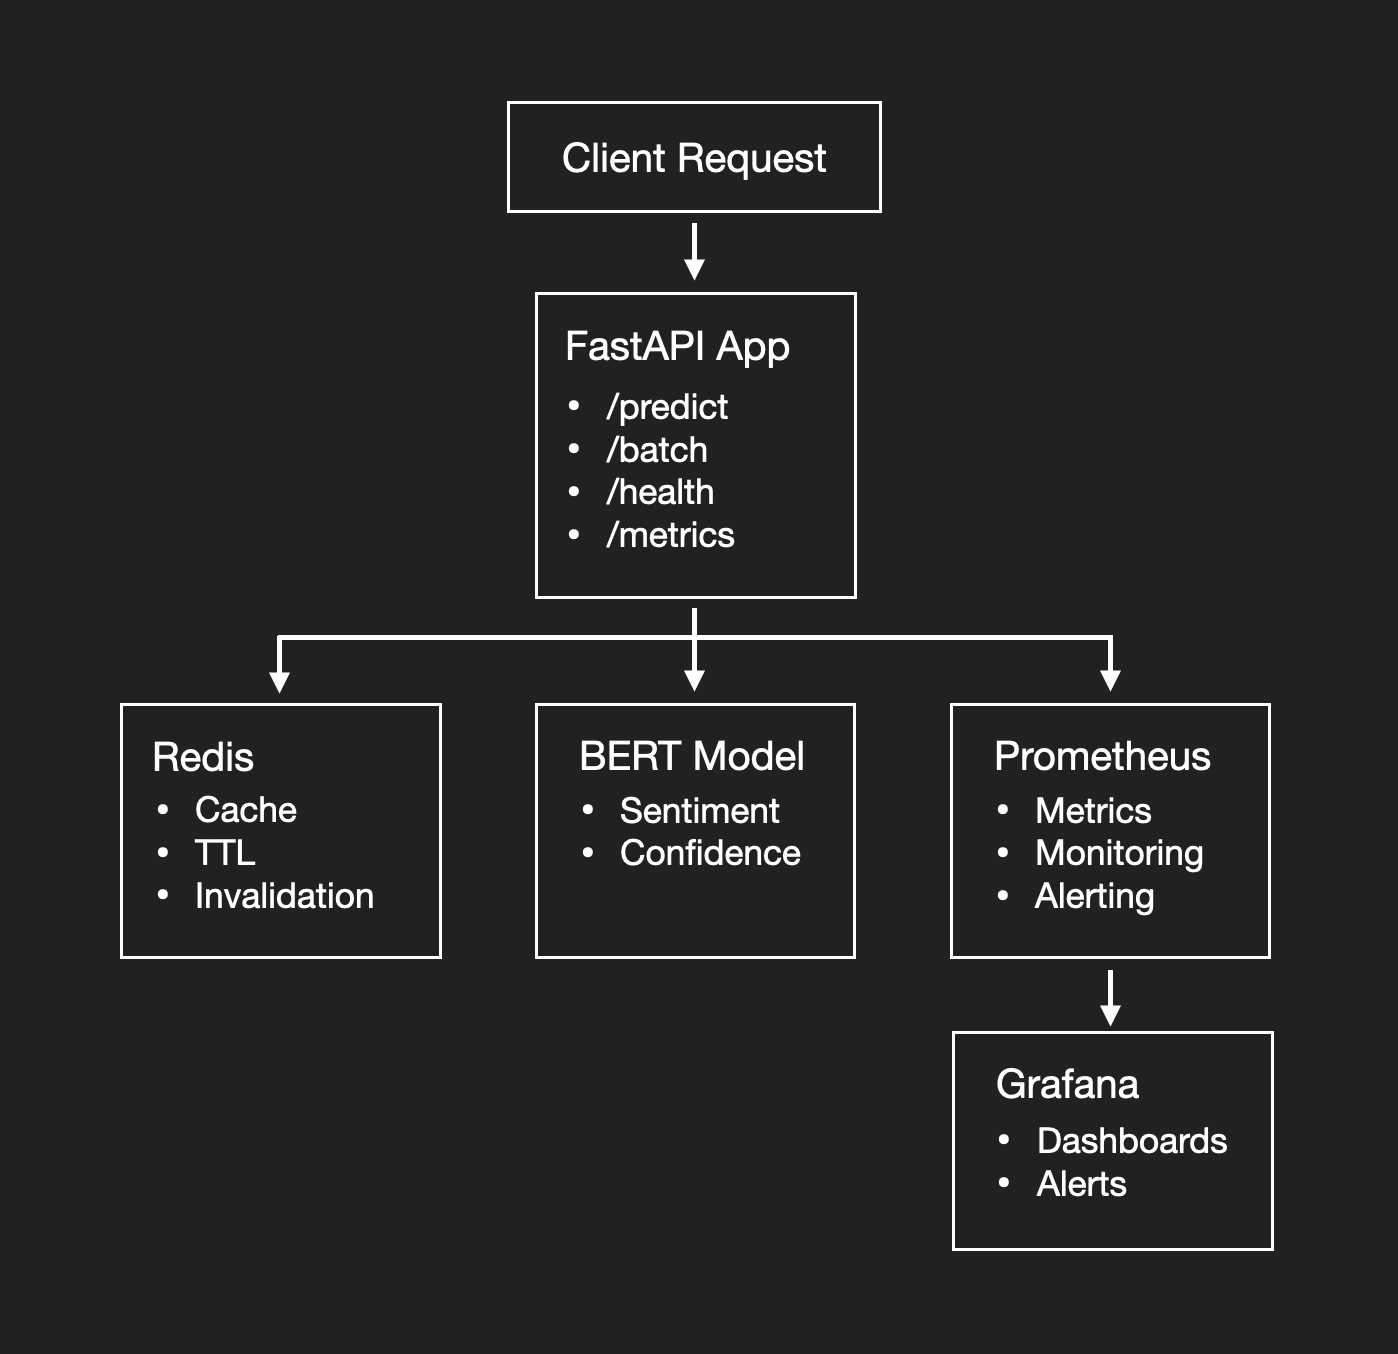 Client Request
FastAPI App
• /predict
• /batch
• /health
• /metrics
Redis
• Cache
• TTL
• Invalidation
BERT Model
• Sentiment
• Confidence
Prometheus
• Metrics
• Monitoring
• Alerting
Grafana
• Dashboards
• Alerts